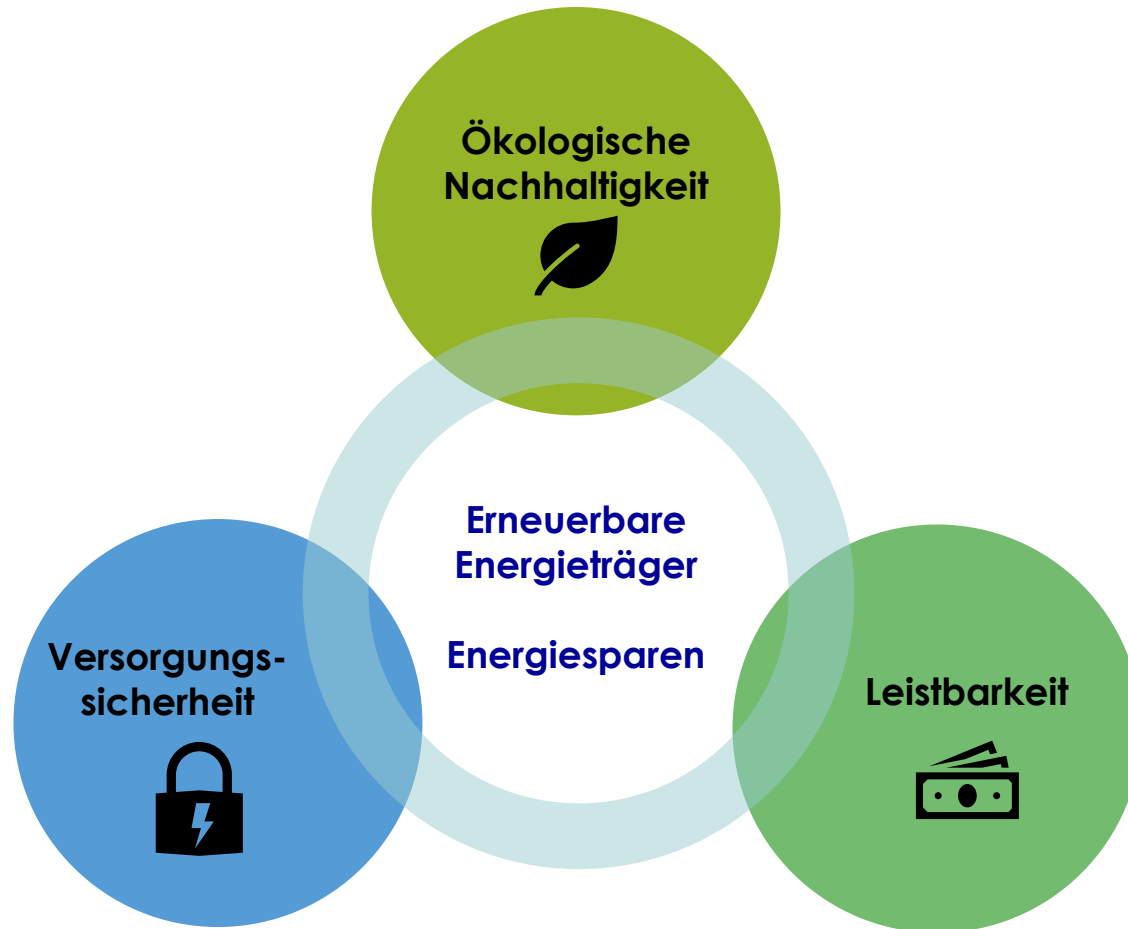 Ökologische
Nachhaltigkeit
Erneuerbare
Energieträger
Energiesparen
Versorgungs-
sicherheit
Leistbarkeit